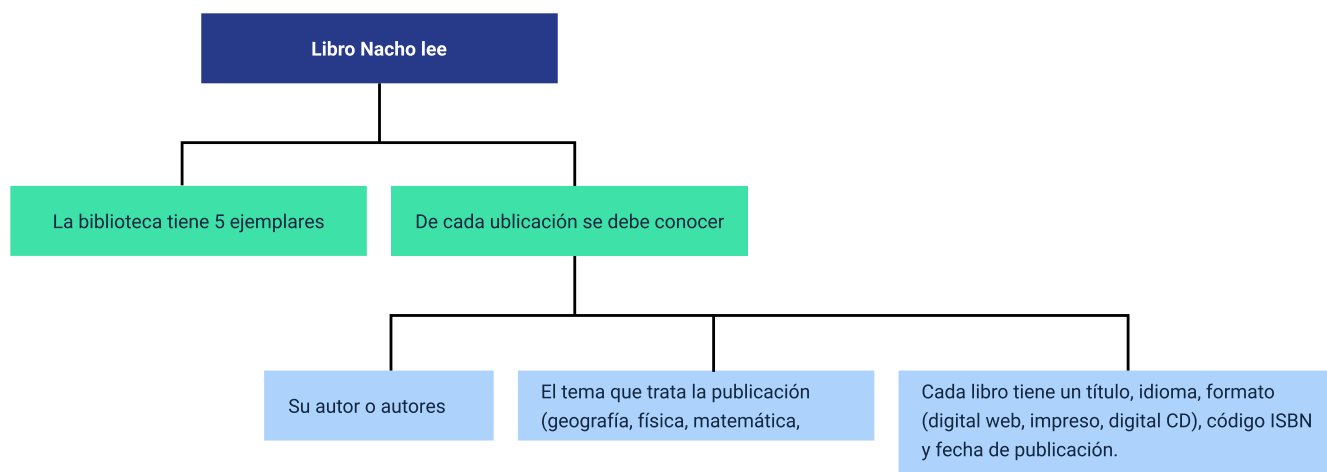 Libro Nacho lee
La biblioteca tiene 5 ejemplares
De cada ublicación se debe conocer
Su autor o autores
El tema que trata la publicación
(geografía, física, matemática,
Cada libro tiene un título, idioma, formato
(digital web, impreso, digital CD), código ISBN
y fecha de publicación.